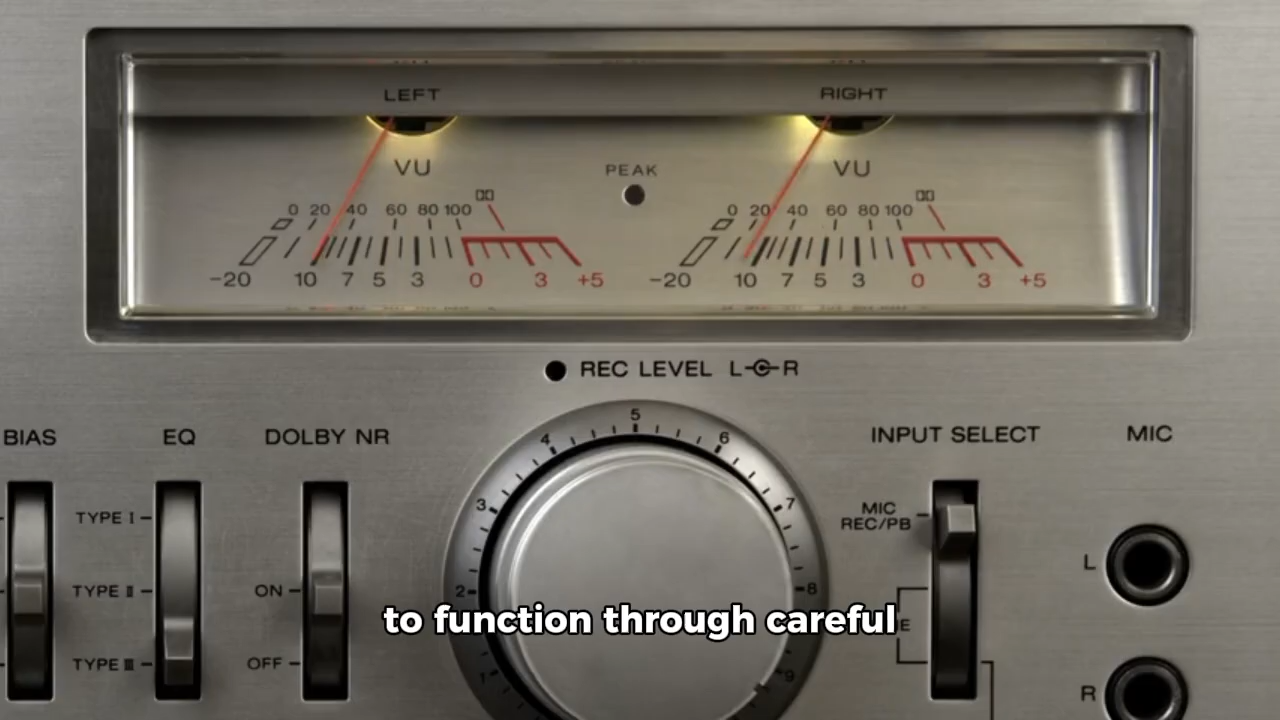 LEFT
RIGHT
VU
PEAK
VU
0 20 40 60 80 100
0 20 40 60 80 100
-20 10 7 5 3 0 3 +5
-20 10 7 5 3 0 3 +5
REC LEVEL L R
BIAS
EQ
DOLBY NR
INPUT SELECT
MIC
TYPE I
TYPE II
TYPE III
ON
OFF
1
2
3
4
5
6
7
8
9
MIC
REC/PB
L
R
to function through careful